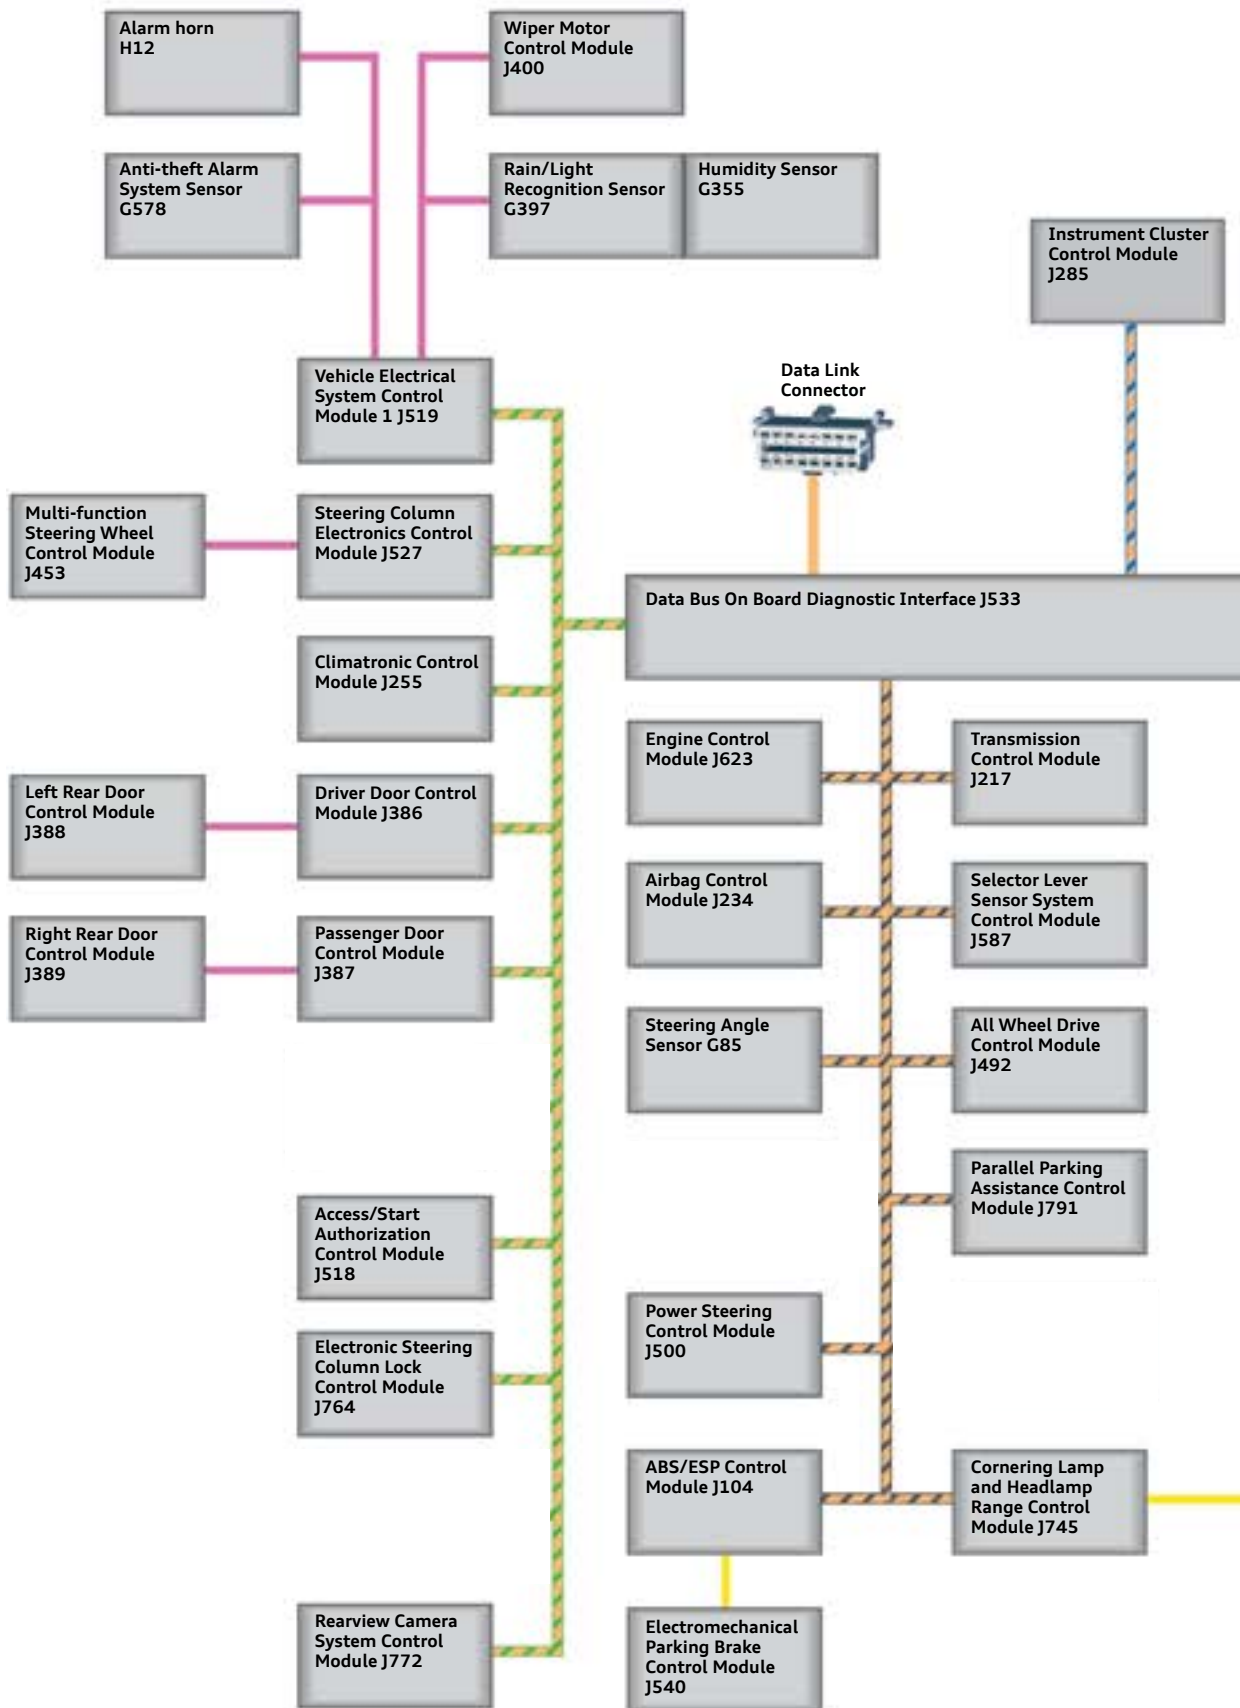 Alarm horn
H12
Wiper Motor
Control Module
J400
Anti-theft Alarm
System Sensor
G578
Rain/Light
Recognition Sensor
G397
Humidity Sensor
G355
Instrument Cluster
Control Module
J285
Vehicle Electrical
System Control
Module 1 J519
Data Link
Connector
Multi-function
Steering Wheel
Control Module
J453
Steering Column
Electronics Control
Module J527
Data Bus On Board Diagnostic Interface J533
Climatronic Control
Module J255
Engine Control
Module J623
Transmission
Control Module
J217
Left Rear Door
Control Module
J388
Driver Door Control
Module J386
Airbag Control
Module J234
Selector Lever
Sensor System
Control Module
J587
Right Rear Door
Control Module
J389
Passenger Door
Control Module
J387
Steering Angle
Sensor G85
All Wheel Drive
Control Module
J492
Parallel Parking
Assistance Control
Module J791
Access/Start
Authorization
Control Module
J518
Power Steering
Control Module
J500
Electronic Steering
Column Lock
Control Module
J764
ABS/ESP Control
Module J104
Cornering Lamp
and Headlamp
Range Control
Module J745
Rearview Camera
System Control
Module J772
Electromechanical
Parking Brake
Control Module
J540